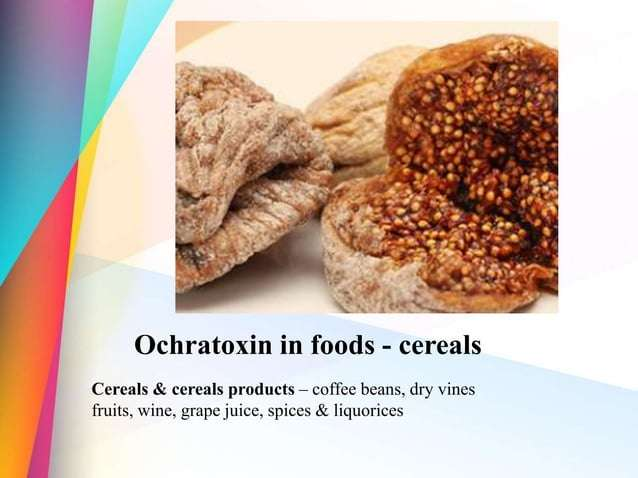 Ochratoxin in foods - cereals
Cereals & cereals products – coffee beans, dry vines
fruits, wine, grape juice, spices & liquorices